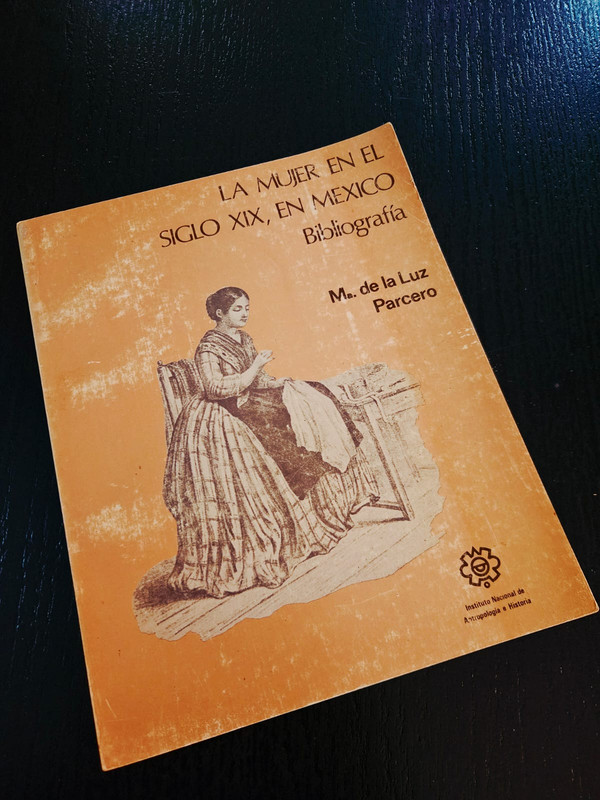 LA MUJER EN EL
SIGLO XIX, EN MEXICO
Bibliografía
Ma. de la Luz
Parcero
Instituto Nacional de
Antropología e Historia